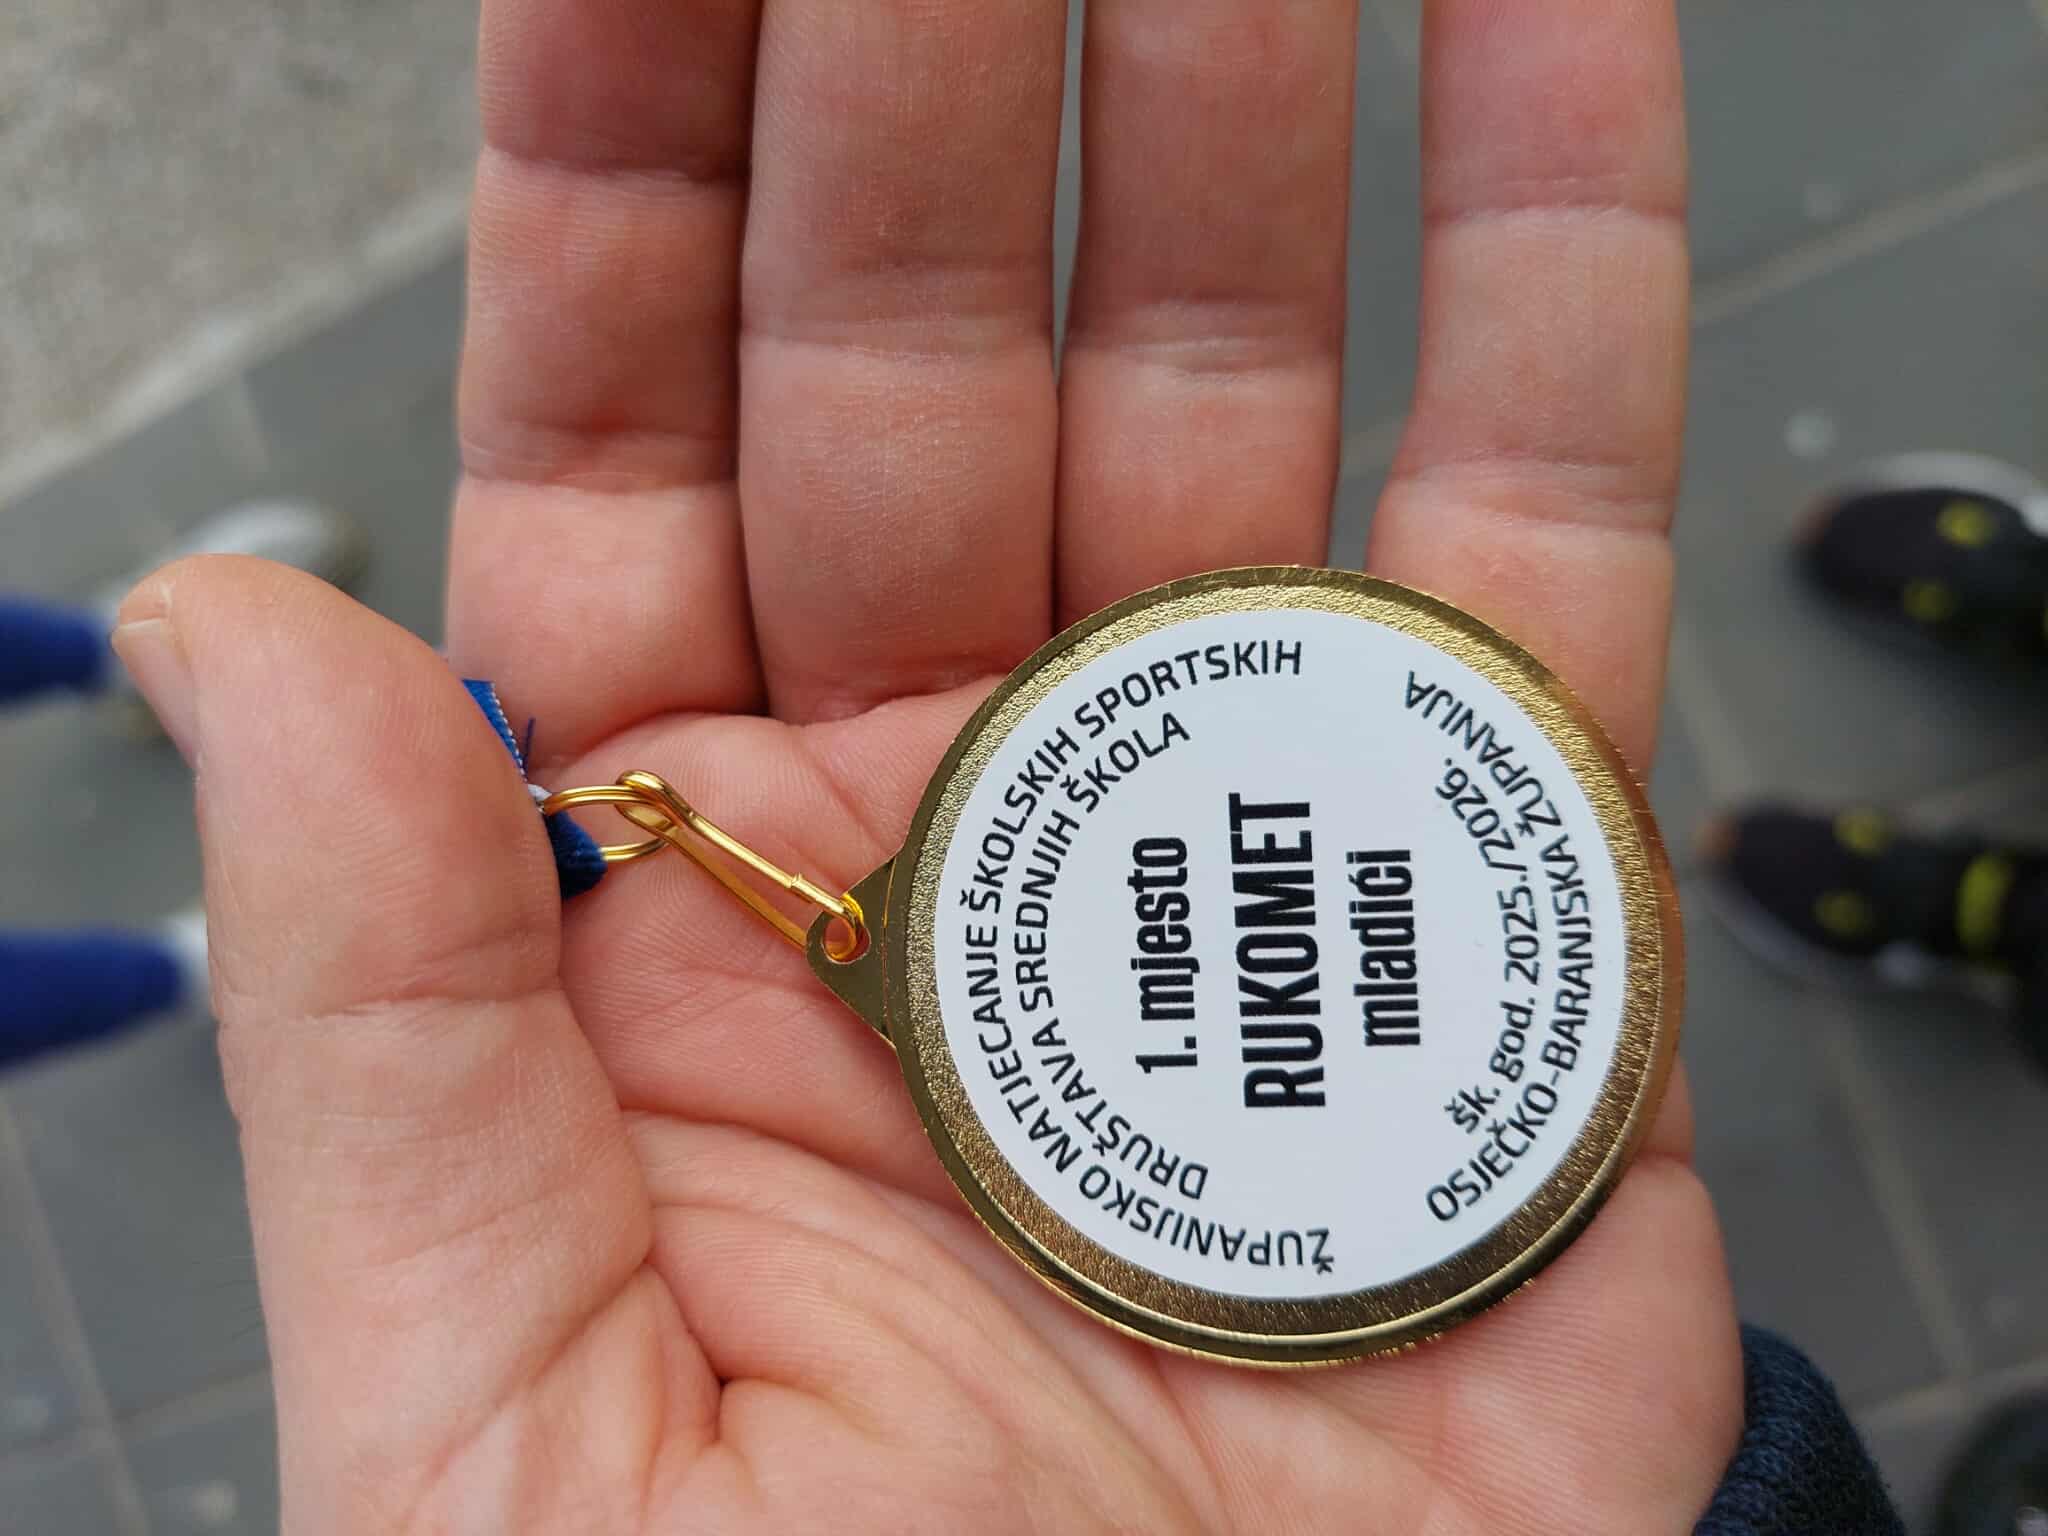 ŽUPANIJSKO NATJECANJE ŠKOLSKIH SPORTSKIH
DRUŠTAVA SREDNJIH ŠKOLA
1. mjesto
RUKOMET
mladići
šk. god. 2025./2026.
OSJEČKO-BARANJSKA ŽUPANIJA